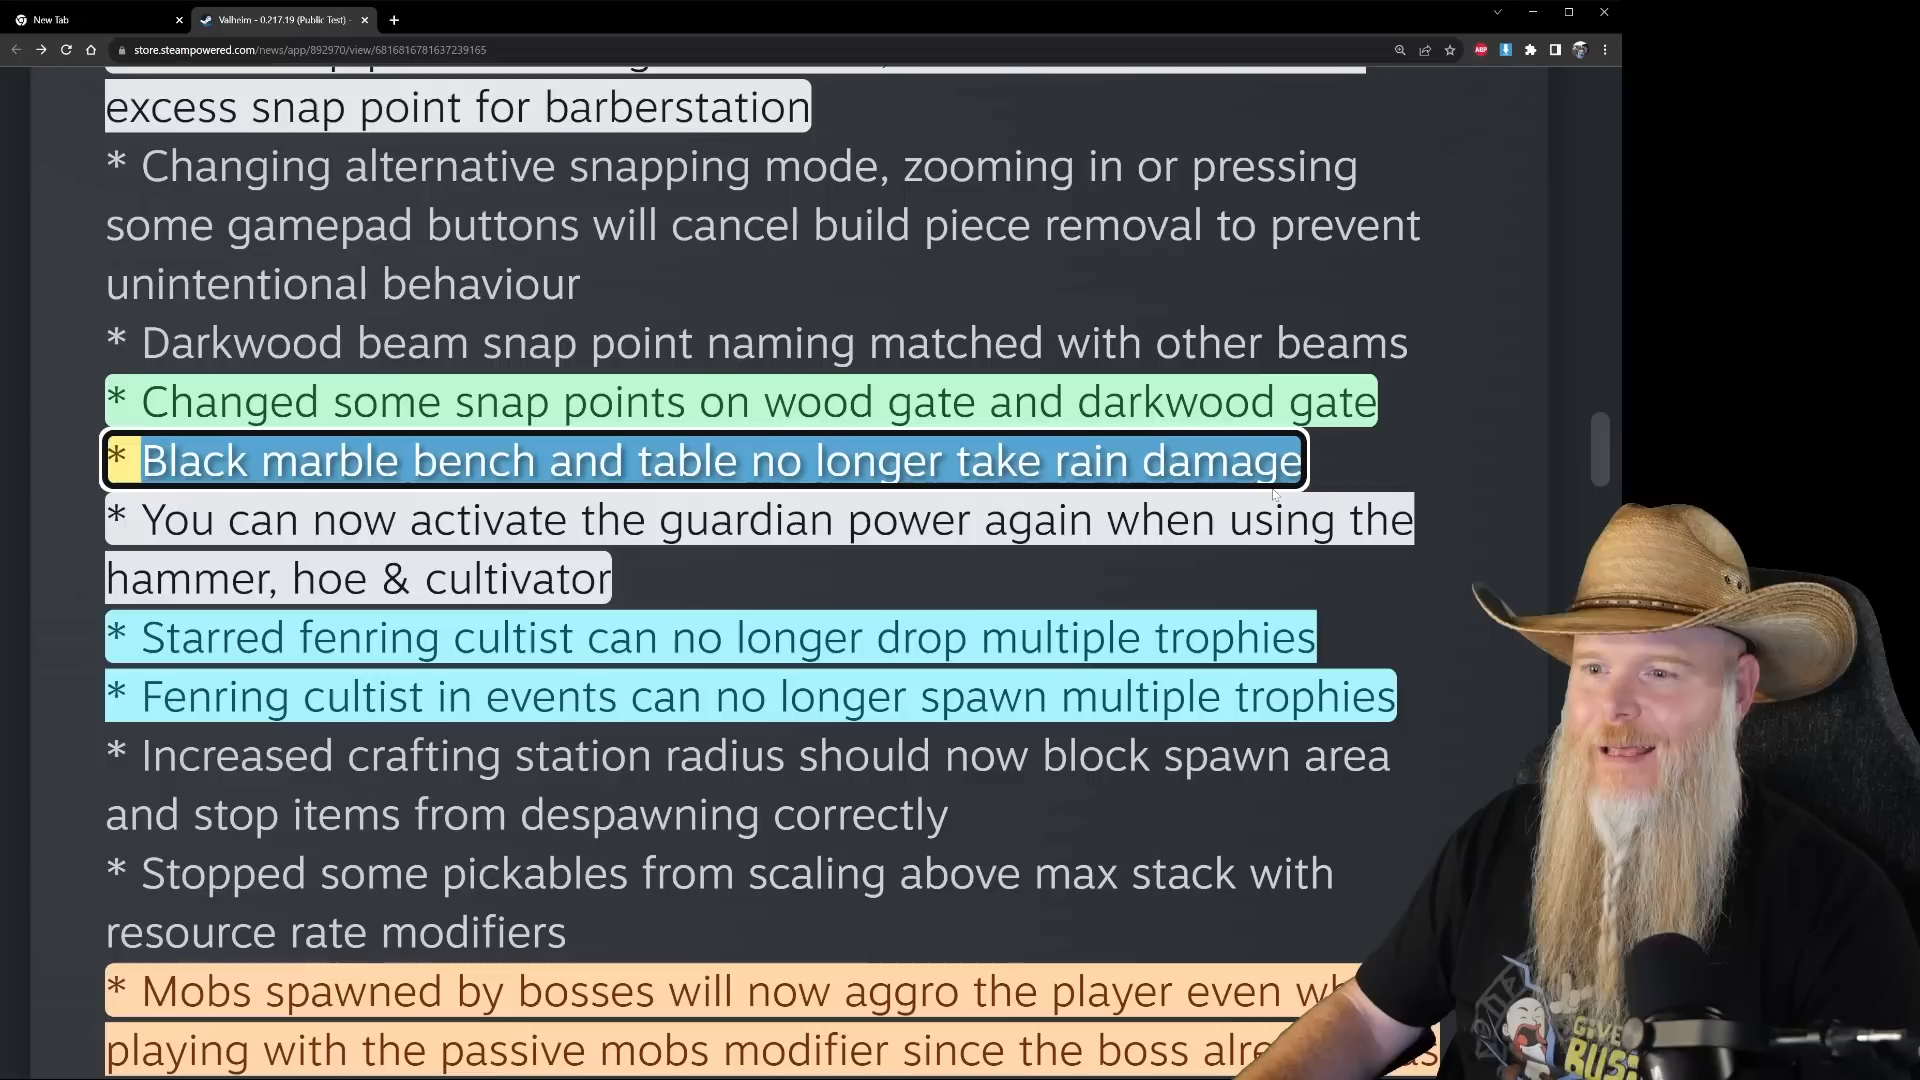 New Tab
Valheim - 0.217.19 (Public Test) -
store.steampowered.com/news/app/892970/view/6816816781637239165
ABP
excess snap point for barberstation
* Changing alternative snapping mode, zooming in or pressing
some gamepad buttons will cancel build piece removal to prevent
unintentional behaviour
* Darkwood beam snap point naming matched with other beams
* Changed some snap points on wood gate and darkwood gate
* Black marble bench and table no longer take rain damage
* You can now activate the guardian power again when using the
hammer, hoe & cultivator
* Starred fenring cultist can no longer drop multiple trophies
* Fenring cultist in events can no longer spawn multiple trophies
* Increased crafting station radius should now block spawn area
and stop items from despawning correctly
* Stopped some pickables from scaling above max stack with
resource rate modifiers
* Mobs spawned by bosses will now aggro the player even
playing with the passive mobs modifier since the boss
GIVE